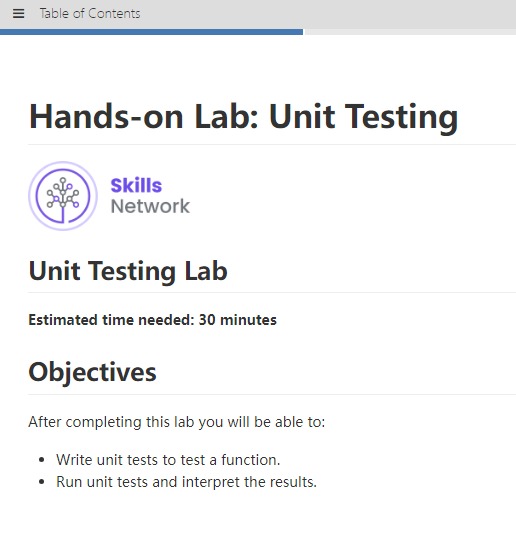 Table of Contents
Hands-on Lab: Unit Testing
Skills
Network
Unit Testing Lab
Estimated time needed: 30 minutes
Objectives
After completing this lab you will be able to:
Write unit tests to test a function.
Run unit tests and interpret the results.